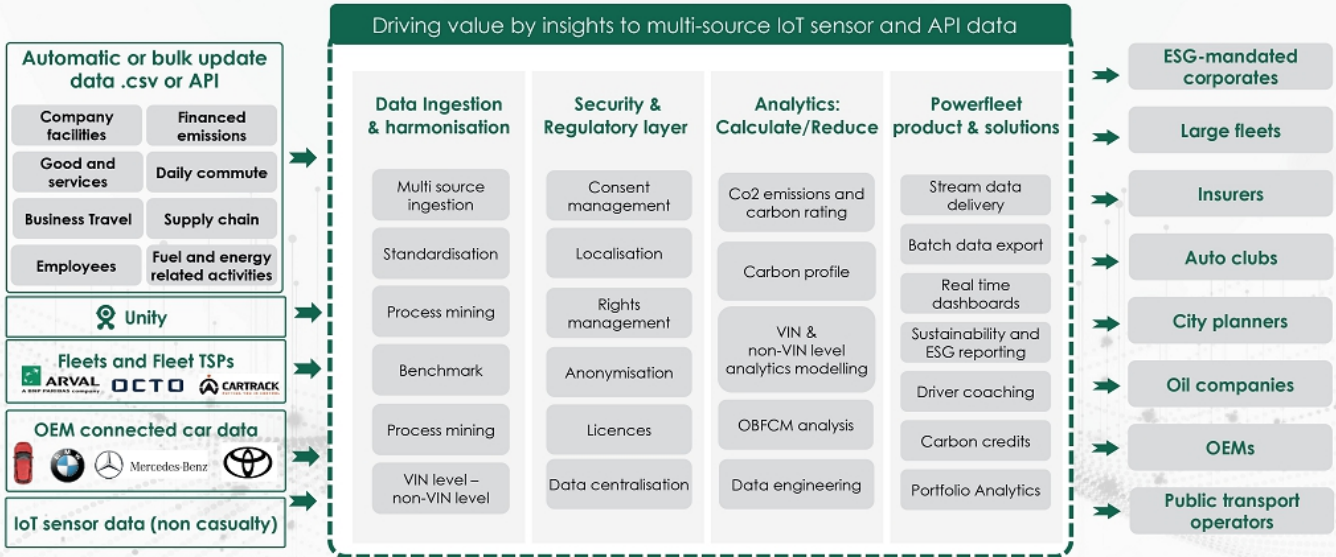 Driving value by insights to multi-source IoT sensor and API data
Automatic or bulk update
data .csv or API
Company
facilities
Financed
emissions
Good and
services
Daily commute
Business Travel
Supply chain
Employees
Fuel and energy
related activities
Unity
Fleets and Fleet TSPs
ARVAL
A BNP PARIBAS company
OCTO
CARTRACK
OEM connected car data
Mercedes-Benz
TOYOTA
IoT sensor data (non casualty)
Data Ingestion
& harmonisation
Multi source
ingestion
Standardisation
Process mining
Benchmark
Process mining
VIN level –
non-VIN level
Security &
Regulatory layer
Consent
management
Localisation
Rights
management
Anonymisation
Licences
Data centralisation
Analytics:
Calculate/Reduce
Co2 emissions and
carbon rating
Carbon profile
VIN &
non-VIN level
analytics modelling
OBFCM analysis
Data engineering
Powerfleet
product & solutions
Stream data
delivery
Batch data export
Real time
dashboards
Sustainability and
ESG reporting
Driver coaching
Carbon credits
Portfolio Analytics
ESG-mandated
corporates
Large fleets
Insurers
Auto clubs
City planners
Oil companies
OEMs
Public transport
operators